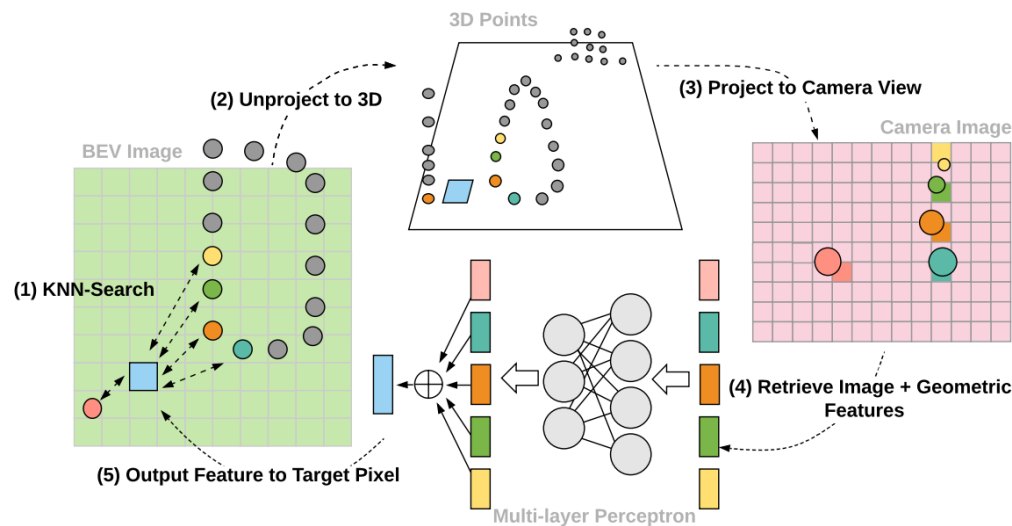 3D Points
(2) Unproject to 3D
(3) Project to Camera View
BEV Image
Camera Image
(1) KNN-Search
(4) Retrieve Image + Geometric
Features
(5) Output Feature to Target Pixel
Multi-layer Perceptron